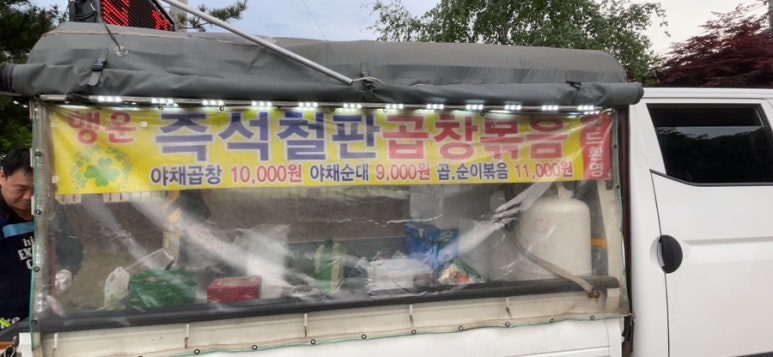 행운 즉석철판곱창볶음
야채곱창 10,000원 야채순대 9,000원 곱.순이볶음 11,000원